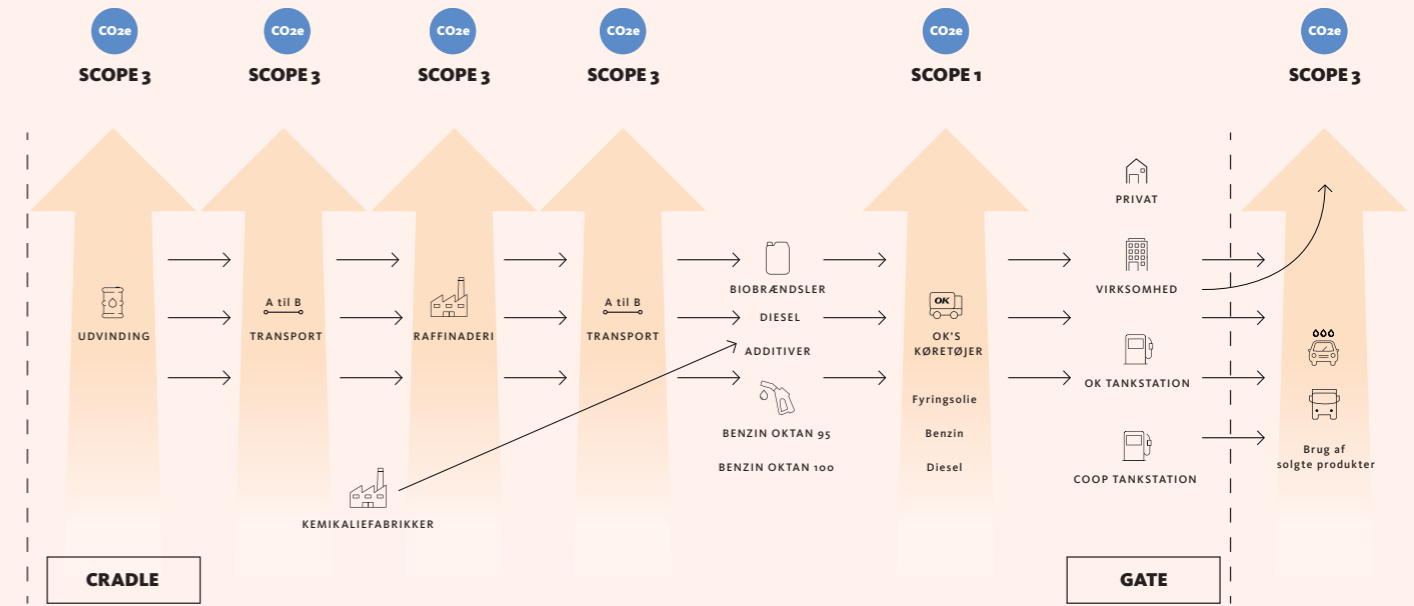 CO2e
SCOPE 3
CO2e
SCOPE 3
CO2e
SCOPE 3
CO2e
SCOPE 3
CO2e
SCOPE 1
CO2e
SCOPE 3
UDVINDING
A til B
TRANSPORT
RAFFINADERI
A til B
TRANSPORT
KEMIKALIEFABRIKKER
BIOBRÆNDSLER
DIESEL
ADDITIVER
BENZIN OKTAN 95
BENZIN OKTAN 100
OK
OK'S
KØRETØJER
Fyringsolie
Benzin
Diesel
PRIVAT
VIRKSOMHED
OK TANKSTATION
COOP TANKSTATION
Brug af
solgte produkter
CRADLE
GATE